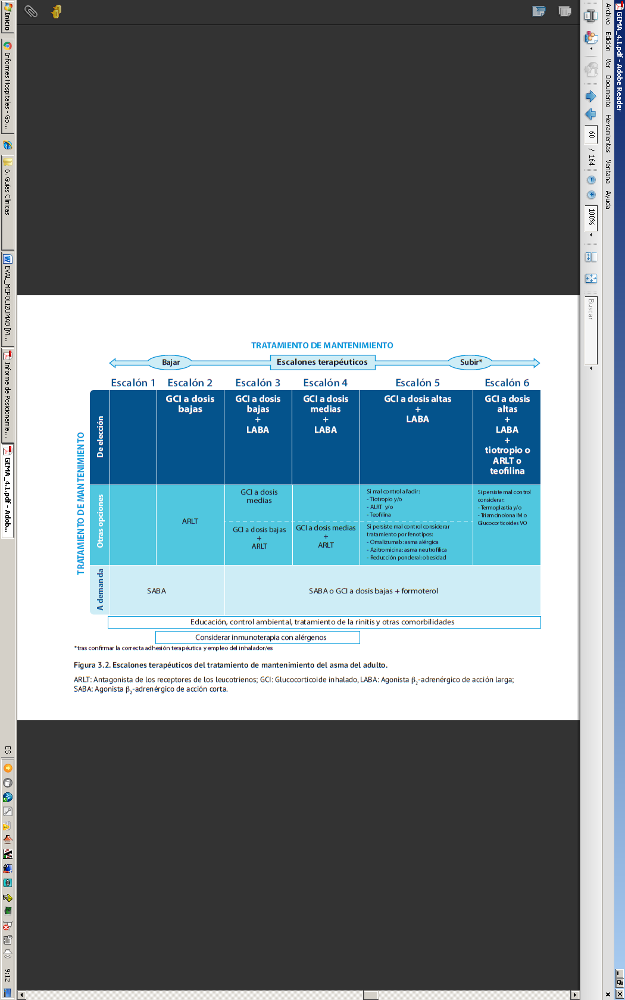 GEMA_4.1.pdf - Adobe Reader
Archivo Edición Ver Documento Herramientas Ventana Ayuda
60 / 164 100% Buscar
TRATAMIENTO DE MANTENIMIENTO
Bajar Escalones terapéuticos Subir*
Escalón 1 Escalón 2 Escalón 3 Escalón 4 Escalón 5 Escalón 6
TRATAMIENTO DE MANTENIMIENTO
De elección
GCI a dosis
bajas
GCI a dosis
bajas
+
LABA
GCI a dosis
medias
+
LABA
GCI a dosis altas
+
LABA
GCI a dosis
altas
+
LABA
+
tiotropio o
ARLT o
teofilina
Otras opciones
ARLT
GCI a dosis
medias
GCI a dosis bajas
+
ARLT
GCI a dosis medias
+
ARLT
Si mal control añadir:
- Tiotropio y/o
- ALRT y/o
- Teofilina
Si persiste mal control considerar
tratamiento por fenotipos:
- Omalizumab: asma alérgica
- Azitromicina: asma neutrofílica
- Reducción ponderal: obesidad
Si persiste mal control
considerar:
- Termoplastia y/o
- Triamcinolona IM o
Glucocorticoides VO
A demanda
SABA
SABA o GCI a dosis bajas + formoterol
Educación, control ambiental, tratamiento de la rinitis y otras comorbilidades
Considerar inmunoterapia con alérgenos
*tras confirmar la correcta adhesión terapéutica y empleo del inhalador/es
Figura 3.2. Escalones terapéuticos del tratamiento de mantenimiento del asma del adulto.
ARLT: Antagonista de los receptores de los leucotrienos; GCI: Glucocorticoide inhalado, LABA: Agonista β2-adrenérgico de acción larga;
SABA: Agonista β2-adrenérgico de acción corta.
Inicio
Informes Hospitales - Go...
6. Guías Clínicas
EVAL_MEPOLIZUMAB [M...
Informe de Posicionamie...
GEMA_4.1.pdf - Adob...
ES
9:12